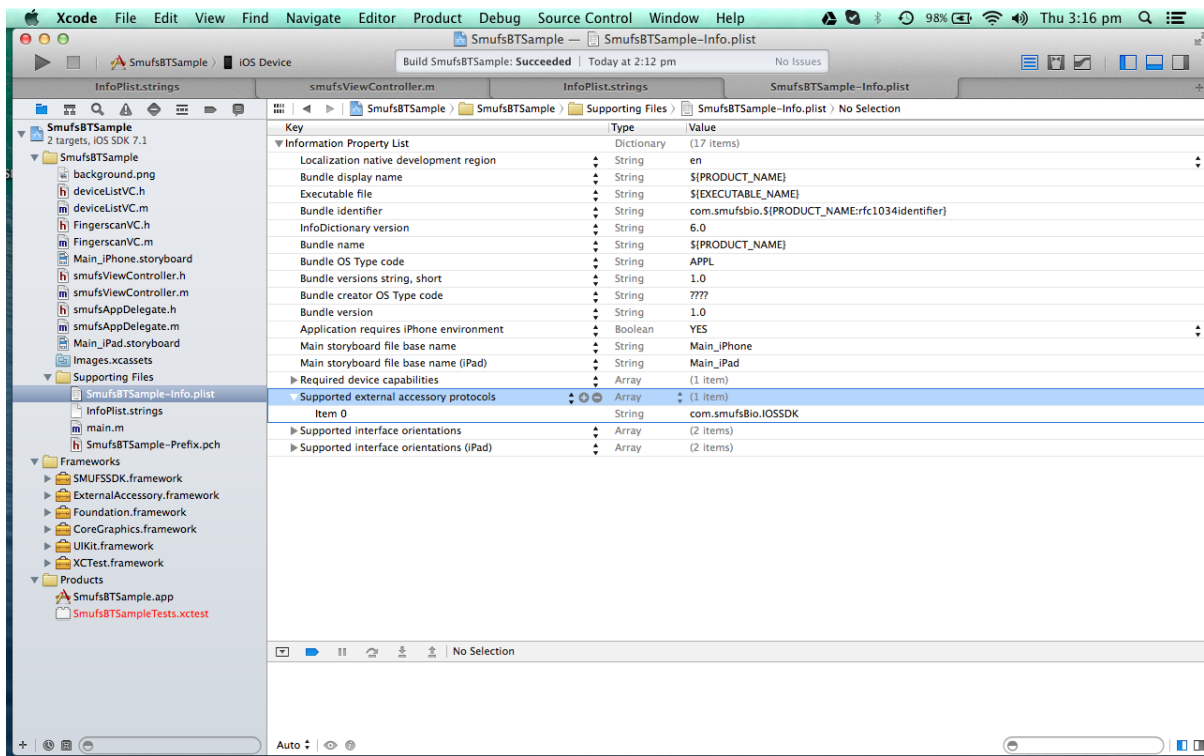 Xcode File Edit View Find Navigate Editor Product Debug Source Control Window Help 98% Thu 3:16 pm
SmufsBTSample — SmufsBTSample-Info.plist
SmufsBTSample iOS Device Build SmufsBTSample: Succeeded | Today at 2:12 pm No Issues
InfoPlist.strings smufsViewController.m InfoPlist.strings SmufsBTSample-Info.plist
SmufsBTSample SmufsBTSample Supporting Files SmufsBTSample-Info.plist No Selection
SmufsBTSample
2 targets, iOS SDK 7.1
SmufsBTSample
background.png
deviceListVC.h
deviceListVC.m
FingerscanVC.h
FingerscanVC.m
Main_iPhone.storyboard
smufsViewController.h
smufsViewController.m
smufsAppDelegate.h
smufsAppDelegate.m
Main_iPad.storyboard
Images.xcassets
Supporting Files
SmufsBTSample-Info.plist
InfoPlist.strings
main.m
SmufsBTSample-Prefix.pch
Frameworks
SMUFSSDK.framework
ExternalAccessory.framework
Foundation.framework
CoreGraphics.framework
UIKit.framework
XCTest.framework
Products
SmufsBTSample.app
SmufsBTSampleTests.xctest
Key Type Value
Information Property List Dictionary (17 items)
Localization native development region String en
Bundle display name String ${PRODUCT_NAME}
Executable file String ${EXECUTABLE_NAME}
Bundle identifier String com.smufsbio.${PRODUCT_NAME:rfc1034identifier}
InfoDictionary version String 6.0
Bundle name String ${PRODUCT_NAME}
Bundle OS Type code String APPL
Bundle versions string, short String 1.0
Bundle creator OS Type code String ????
Bundle version String 1.0
Application requires iPhone environment Boolean YES
Main storyboard file base name String Main_iPhone
Main storyboard file base name (iPad) String Main_iPad
Required device capabilities Array (1 item)
Supported external accessory protocols Array (1 item)
Item 0 String com.smufsBio.IOSSDK
Supported interface orientations Array (2 items)
Supported interface orientations (iPad) Array (2 items)
No Selection
Auto